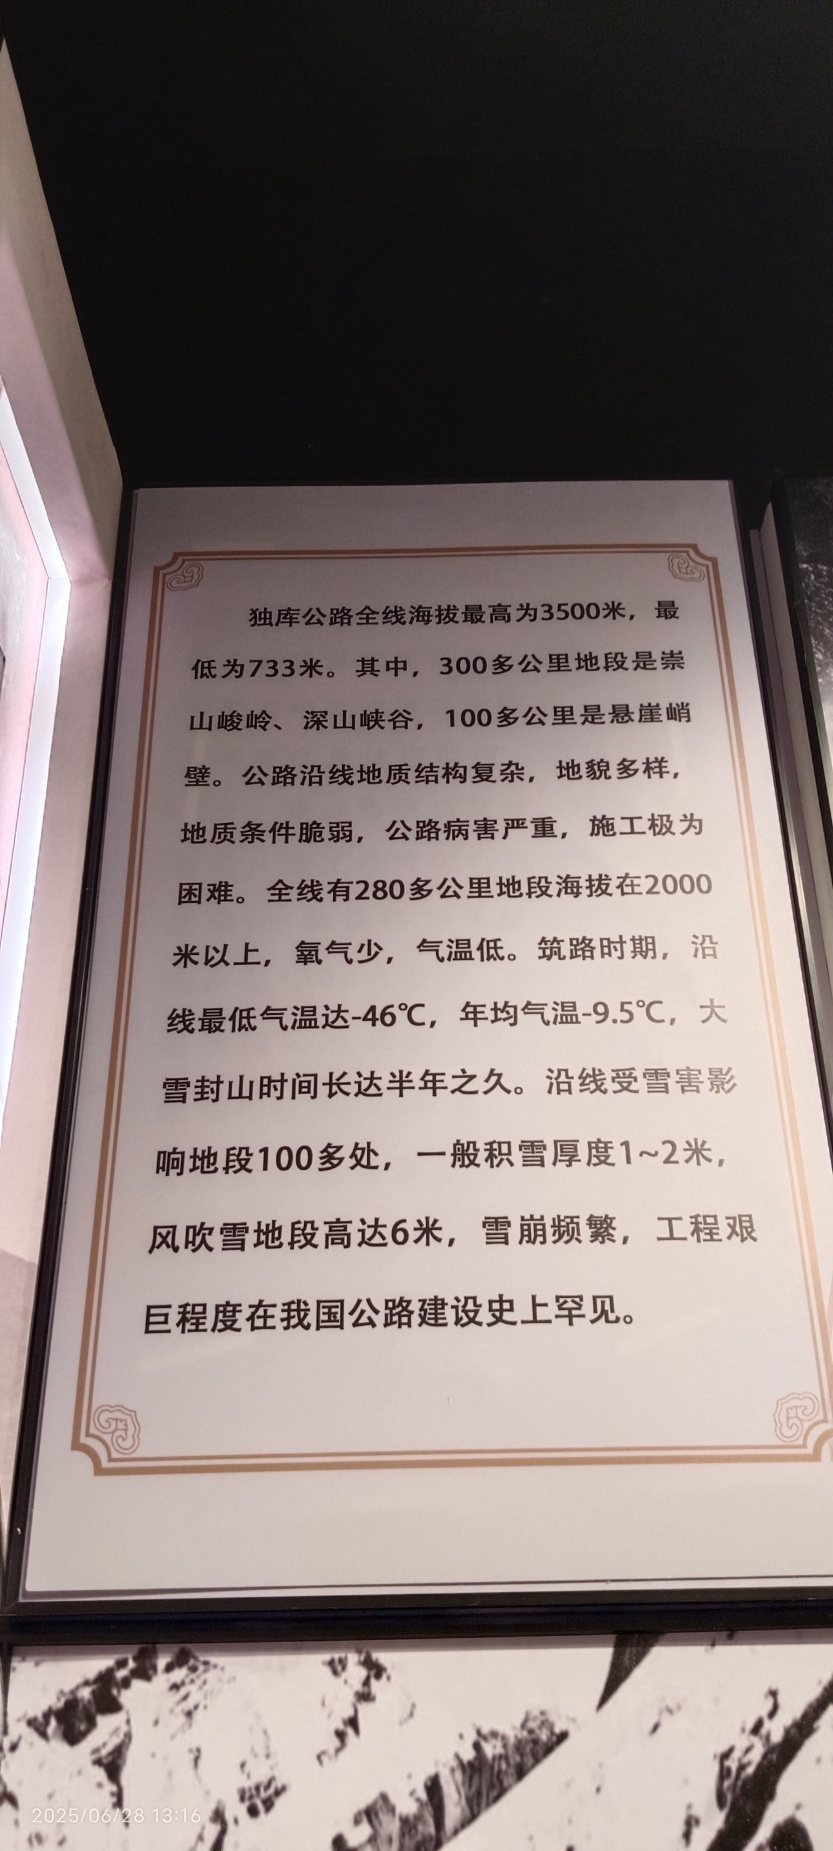 独库公路全线海拔最高为3500米，最
低为733米。其中，300多公里地段是崇
山峻岭、深山峡谷，100多公里是悬崖峭
壁。公路沿线地质结构复杂，地貌多样，
地质条件脆弱，公路病害严重，施工极为
困难。全线有280多公里地段海拔在2000
米以上，氧气少，气温低。筑路时期，沿
线最低气温达-46℃，年均气温-9.5℃，大
雪封山时间长达半年之久。沿线受雪害影
响地段100多处，一般积雪厚度1~2米，
风吹雪地段高达6米，雪崩频繁，工程艰
巨程度在我国公路建设史上罕见。
2025/06/28 13:16